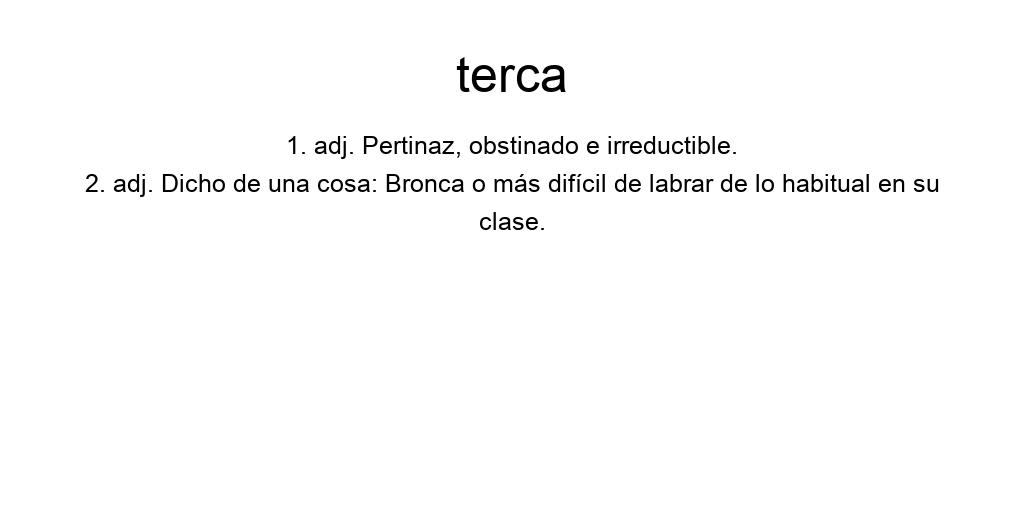 terca
1. adj. Pertinaz, obstinado e irreductible.
2. adj. Dicho de una cosa: Bronca o más difícil de labrar de lo habitual en su
clase.